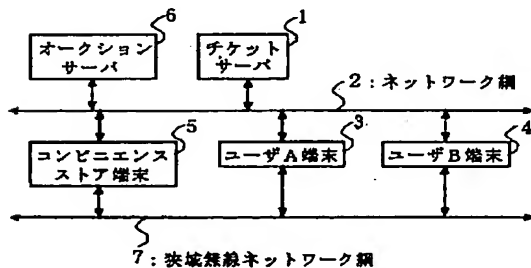 6
オークション
サーバ
1
チケット
サーバ
2:ネットワーク網
5
コンビニエンス
ストア端末
3
ユーザA端末
4
ユーザB端末
7:狭域無線ネットワーク網